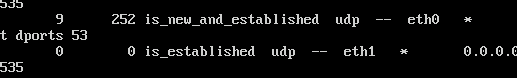 535
9 252 is_new_and_established udp -- eth0 *
t dports 53
0 0 is_established udp -- eth1 * 0.0.0.0
535